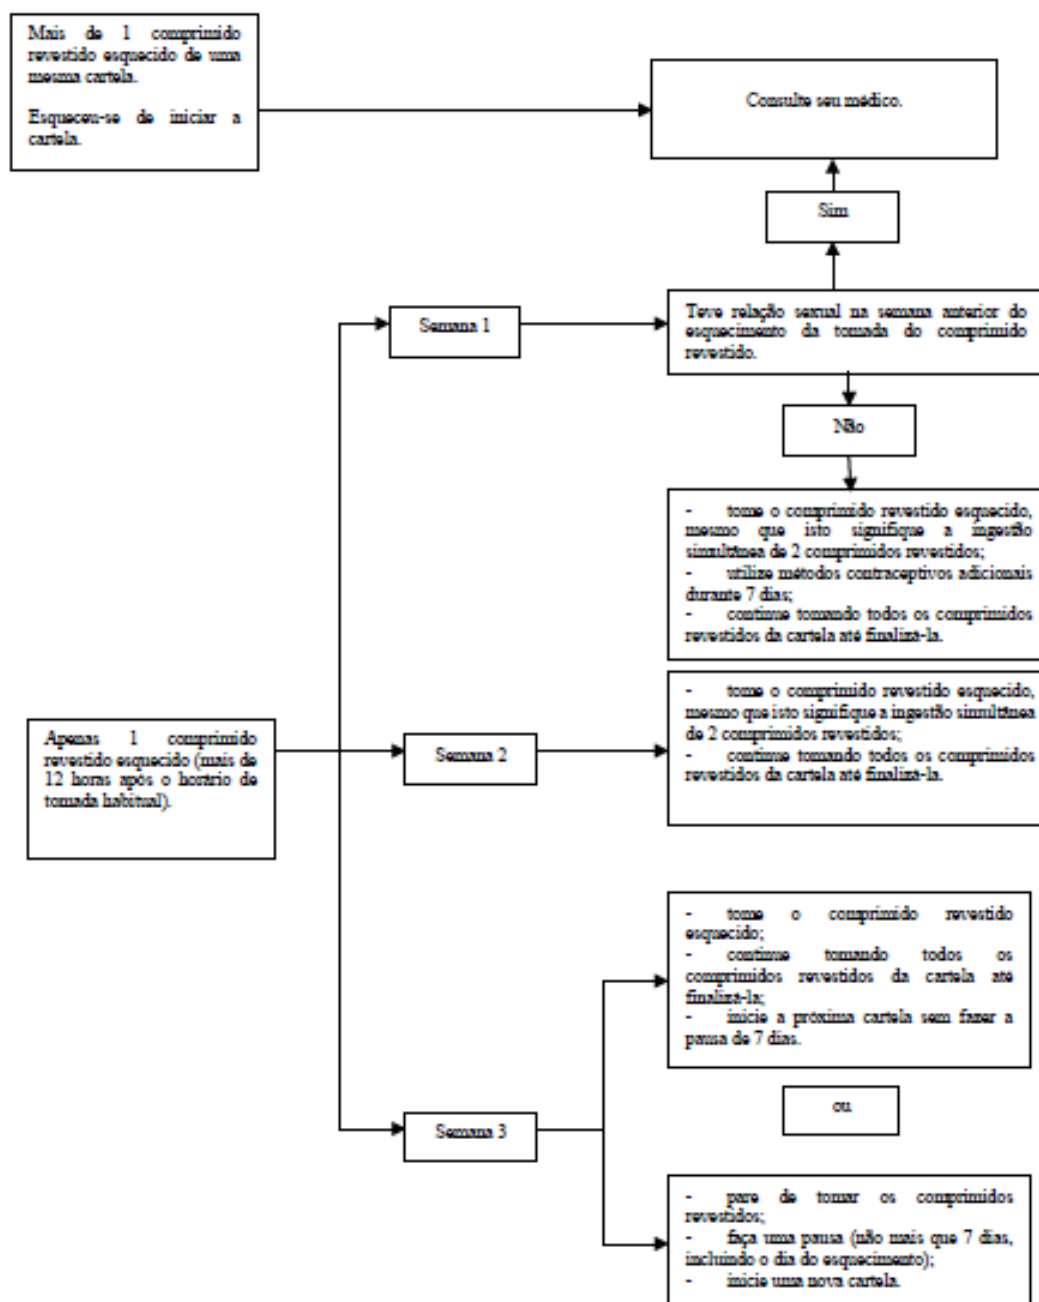 Mais de 1 comprimido
revestido esquecido de uma
mesma cartela.
Esqueceu-se de iniciar a
cartela.
Consulte seu médico.
Sim
Semana 1
Teve relação sexual na semana anterior do
esquecimento da tomada do comprimido
revestido.
Não
- tome o comprimido revestido esquecido,
mesmo que isto signifique a ingestão
simultânea de 2 comprimidos revestidos;
- utilize métodos contraceptivos adicionais
durante 7 dias;
- continue tomando todos os comprimidos
revestidos da cartela até finalizá-la.
Apenas 1 comprimido
revestido esquecido (mais de
12 horas após o horário de
tomada habitual).
Semana 2
- tome o comprimido revestido esquecido,
mesmo que isto signifique a ingestão simultânea
de 2 comprimidos revestidos;
- continue tomando todos os comprimidos
revestidos da cartela até finalizá-la.
Semana 3
- tome o comprimido revestido
esquecido;
- continue tomando todos os
comprimidos revestidos da cartela até
finalizá-la;
- inicie a próxima cartela sem fazer a
pausa de 7 dias.
ou
- pare de tomar os comprimidos
revestidos;
- faça uma pausa (não mais que 7 dias,
incluindo o dia do esquecimento);
- inicie uma nova cartela.